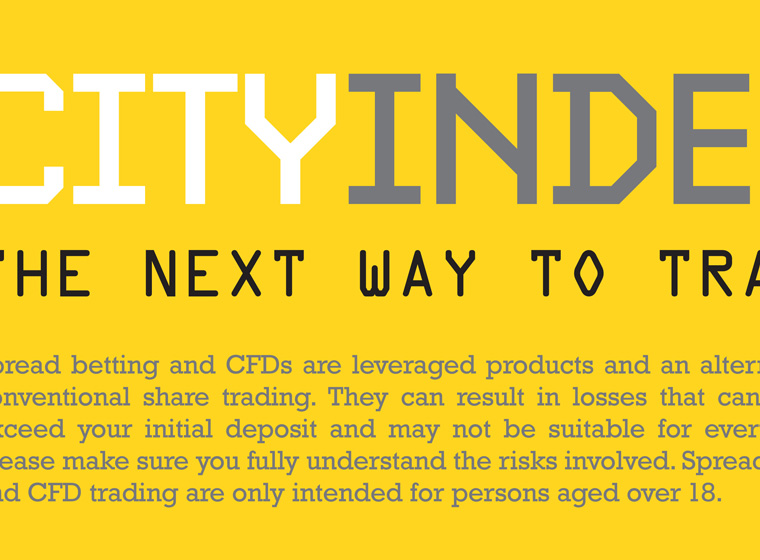 CITYINDE
THE NEXT WAY TO TRA
pread betting and CFDs are leveraged products and an altern
onventional share trading. They can result in losses that can
xceed your initial deposit and may not be suitable for ever
ease make sure you fully understand the risks involved. Spread
nd CFD trading are only intended for persons aged over 18.